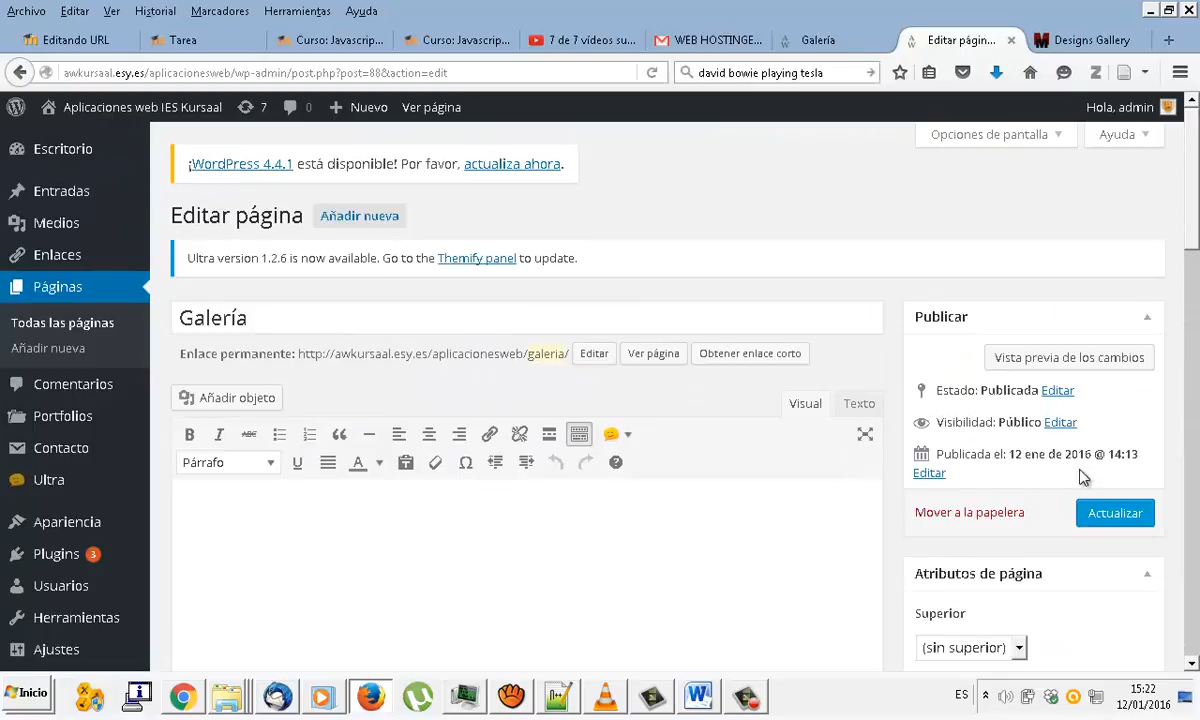 Archivo Editar Ver Historial Marcadores Herramientas Ayuda
Editando URL Tarea Curso: Javascrip... Curso: Javascrip... 7 de 7 vídeos su... WEB HOSTINGE... Galería Editar págin... Designs Gallery
awkursaal.esy.es/aplicacionesweb/wp-admin/post.php?post=88&action=edit david bowie playing tesla
Aplicaciones web IES Kursaal 7 0 Nuevo Ver página Hola, admin
Opciones de pantalla Ayuda
Escritorio
Entradas
Medios
Enlaces
Páginas
Todas las páginas
Añadir nueva
Comentarios
Portfolios
Contacto
Ultra
Apariencia
Plugins 3
Usuarios
Herramientas
Ajustes
¡WordPress 4.4.1 está disponible! Por favor, actualiza ahora.
Editar página Añadir nueva
Ultra version 1.2.6 is now available. Go to the Themify panel to update.
Galería
Enlace permanente: http://awkursaal.esy.es/aplicacionesweb/galeria/ Editar Ver página Obtener enlace corto
Añadir objeto
Visual Texto
B I ABC
Párrafo U A Ω
Publicar
Vista previa de los cambios
Estado: Publicada Editar
Visibilidad: Público Editar
Publicada el: 12 ene de 2016 @ 14:13
Editar
Mover a la papelera Actualizar
Atributos de página
Superior
(sin superior)
Inicio
ES
15:22
12/01/2016